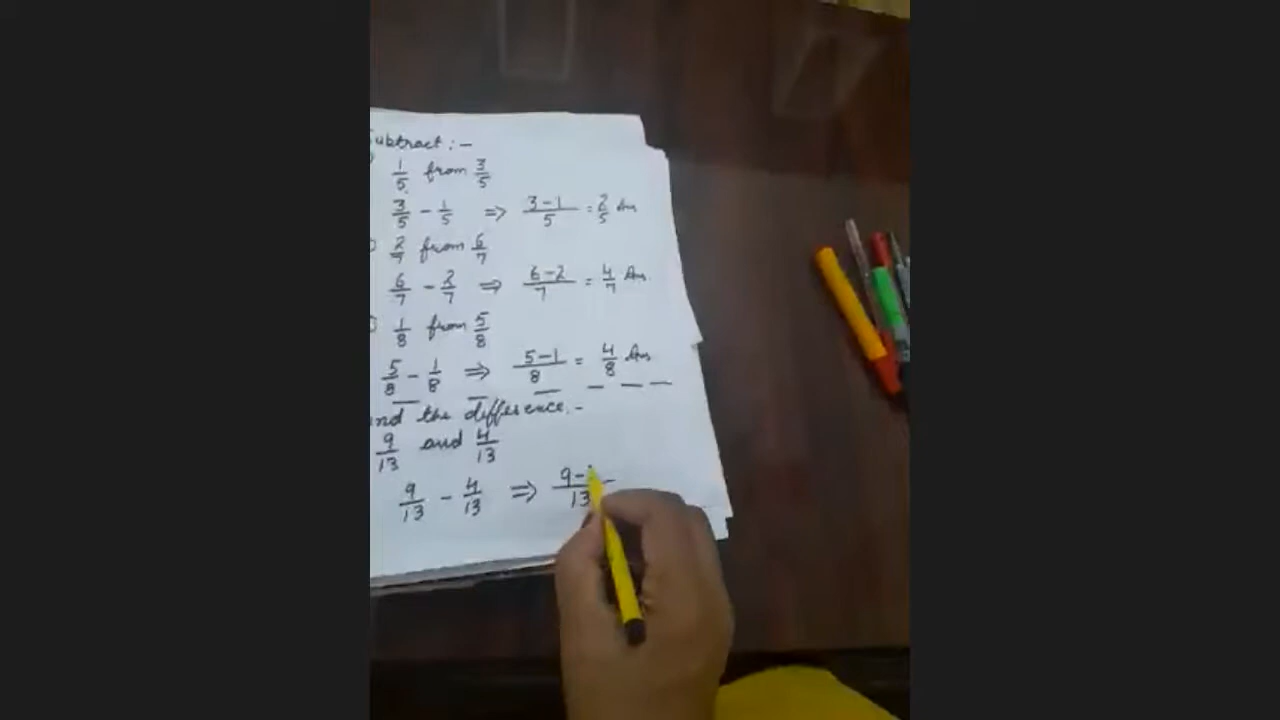 Subtract :-
1/5 from 3/5
3/5 - 1/5 ⇒ 3-1/5 = 2/5 Ans
2/7 from 6/7
6/7 - 2/7 ⇒ 6-2/7 = 4/7 Ans
1/8 from 5/8
5/8 - 1/8 ⇒ 5-1/8 = 4/8 Ans
the difference:-
9/13 and 4/13
9/13 - 4/13 ⇒ 9-/13